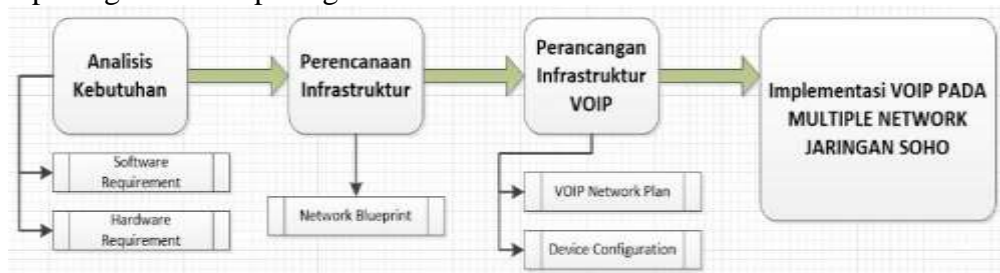 Analisis
Kebutuhan
Software
Requirement
Hardware
Requirement
Perencanaan
Infrastruktur
Network Blueprint
Perancangan
Infrastruktur
VOIP
VOIP Network Plan
Device Configuration
Implementasi VOIP PADA
MULTIPLE NETWORK
JARINGAN SOHO